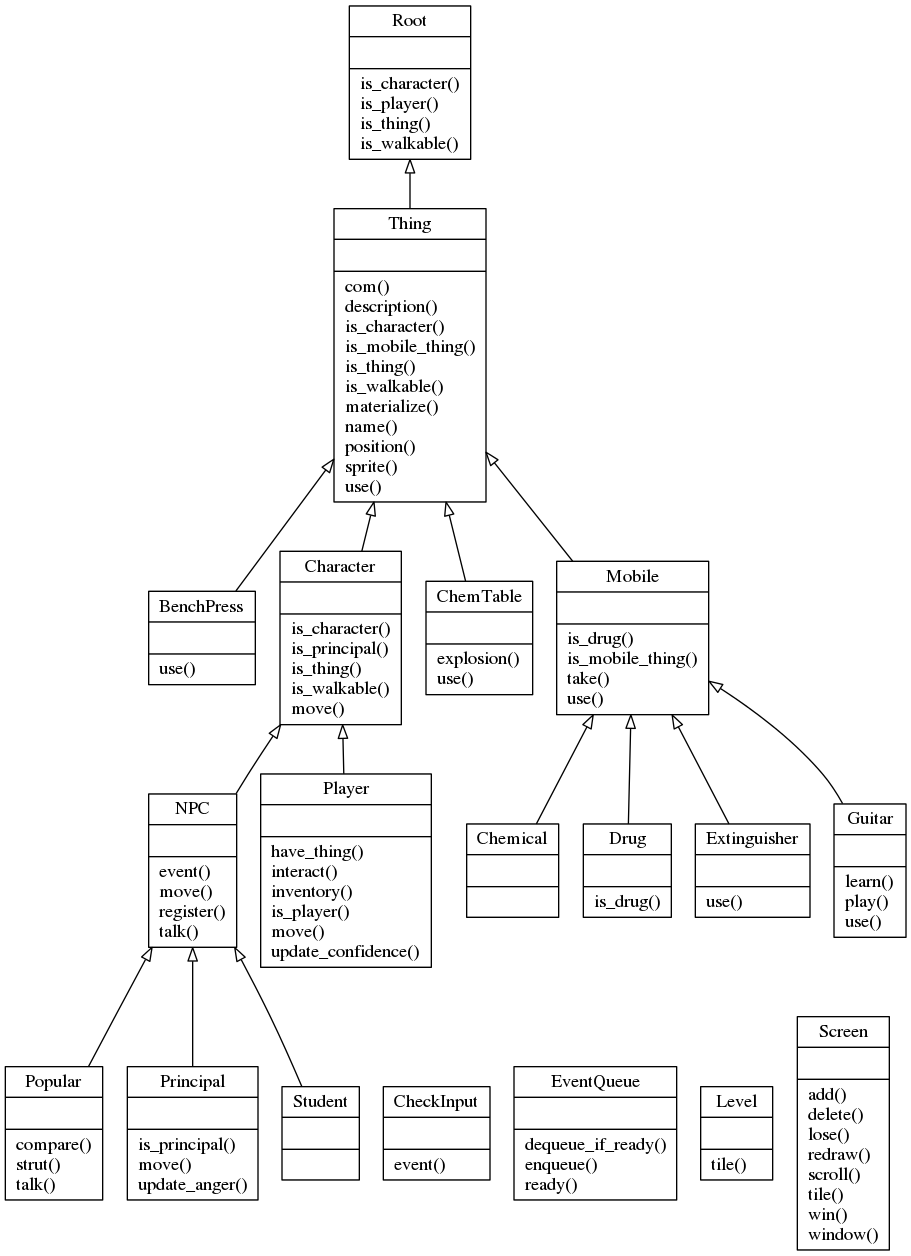 Root
is_character()
is_player()
is_thing()
is_walkable()
Thing
com()
description()
is_character()
is_mobile_thing()
is_thing()
is_walkable()
materialize()
name()
position()
sprite()
use()
BenchPress
use()
Character
is_character()
is_principal()
is_thing()
is_walkable()
move()
ChemTable
explosion()
use()
Mobile
is_drug()
is_mobile_thing()
take()
use()
NPC
event()
move()
register()
talk()
Player
have_thing()
interact()
inventory()
is_player()
move()
update_confidence()
Chemical
Drug
is_drug()
Extinguisher
use()
Guitar
learn()
play()
use()
Popular
compare()
strut()
talk()
Principal
is_principal()
move()
update_anger()
Student
CheckInput
event()
EventQueue
dequeue_if_ready()
enqueue()
ready()
Level
tile()
Screen
add()
delete()
lose()
redraw()
scroll()
tile()
win()
window()